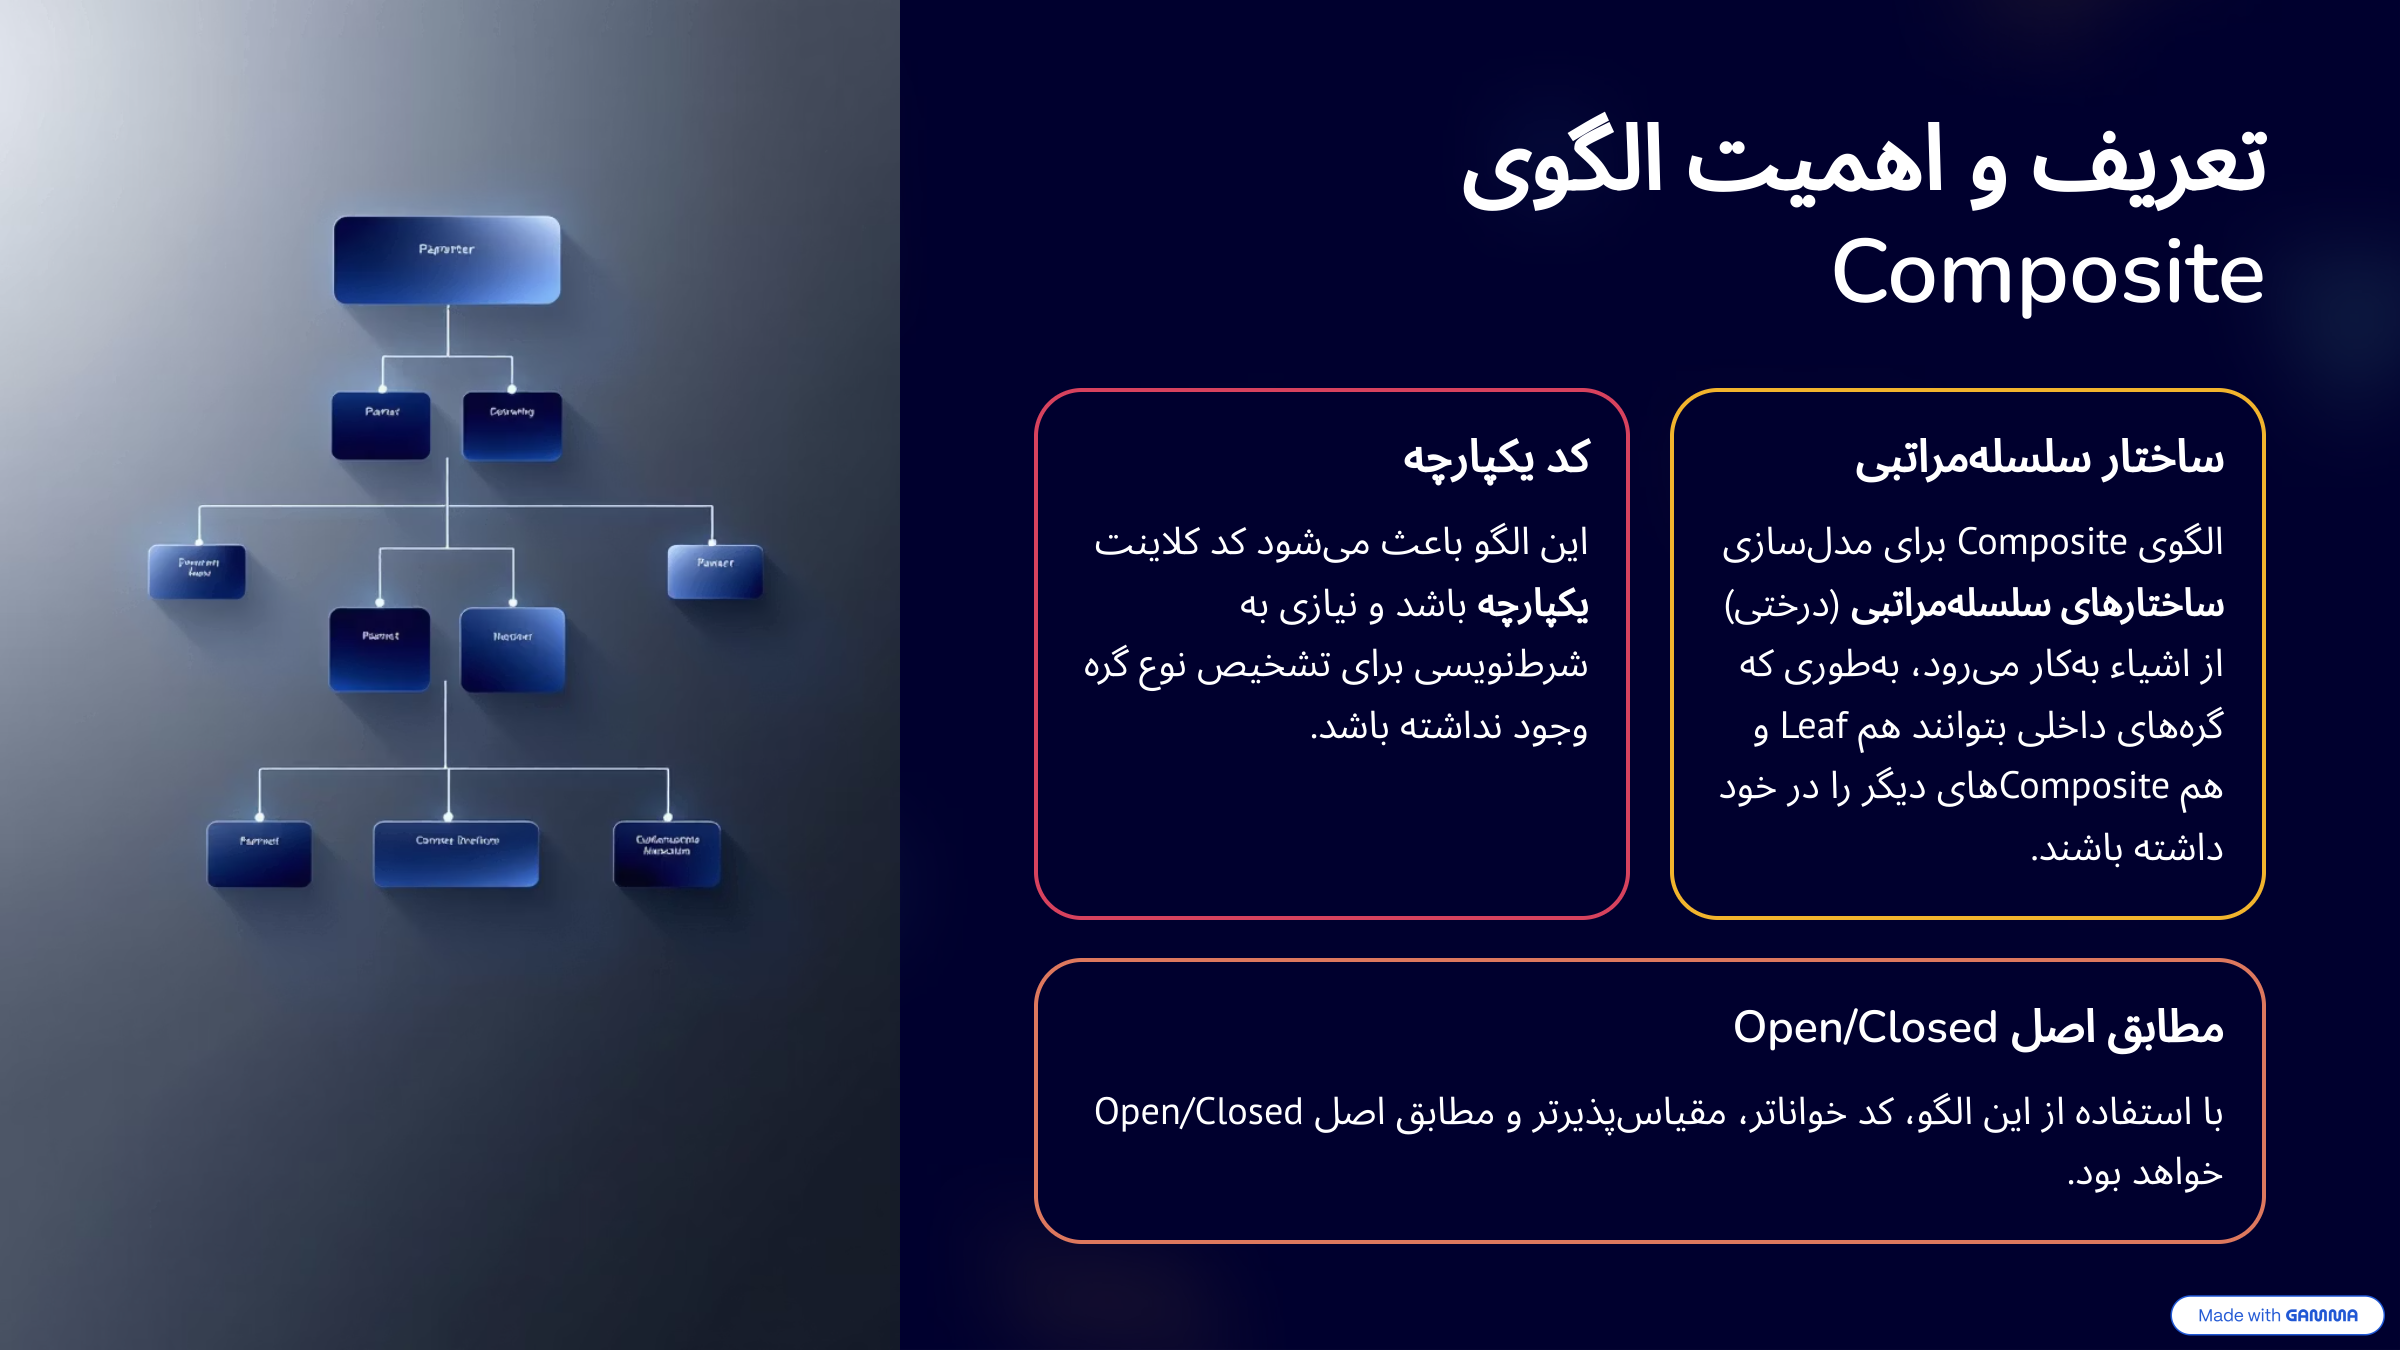 تعریف و اهمیت الگوی
Composite
ساختار سلسله‌مراتبی
الگوی Composite برای مدل‌سازی
ساختارهای سلسله‌مراتبی (درختی)
از اشیاء به‌کار می‌رود، به‌طوری که
گره‌های داخلی بتوانند هم Leaf و
هم Composite‌های دیگر را در خود
داشته باشند.
کد یکپارچه
این الگو باعث می‌شود کد کلاینت
یکپارچه باشد و نیازی به
شرط‌نویسی برای تشخیص نوع گره
وجود نداشته باشد.
مطابق اصل Open/Closed
با استفاده از این الگو، کد خواناتر، مقیاس‌پذیرتر و مطابق اصل Open/Closed
خواهد بود.
Made with GAMMA